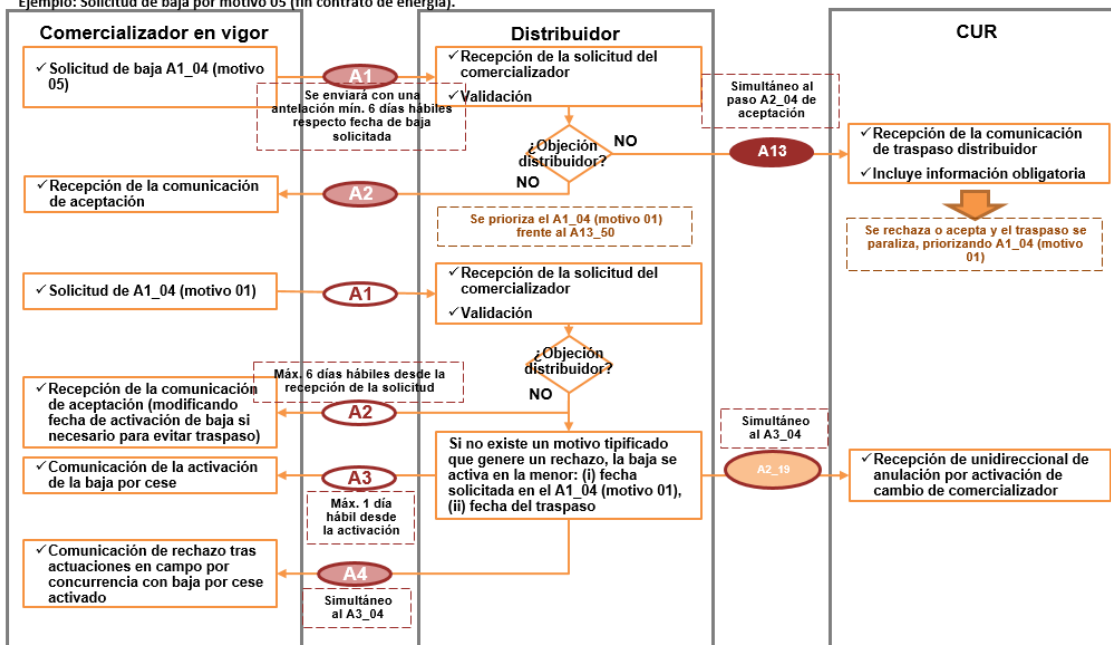 Ejemplo: Solicitud de baja por motivo 05 (fin contrato de energía).
Comercializador en vigor
Distribuidor
CUR
✓Solicitud de baja A1_04 (motivo
05)
A1
Se enviará con una
antelación mín. 6 días hábiles
respecto fecha de baja
solicitada
✓Recepción de la solicitud del
comercializador
✓Validación
Simultáneo al
paso A2_04 de
aceptación
¿Objeción
distribuidor?
NO
NO
A13
✓Recepción de la comunicación
de traspaso distribuidor
✓Incluye información obligatoria
✓Recepción de la comunicación
de aceptación
A2
Se prioriza el A1_04 (motivo 01)
frente al A13_50
Se rechaza o acepta y el traspaso se
paraliza, priorizando A1_04 (motivo
01)
✓Solicitud de A1_04 (motivo 01)
A1
✓Recepción de la solicitud del
comercializador
✓Validación
¿Objeción
distribuidor?
NO
Máx. 6 días hábiles desde la
recepción de la solicitud
✓Recepción de la comunicación
de aceptación (modificando
fecha de activación de baja si
necesario para evitar traspaso)
A2
Si no existe un motivo tipificado
que genere un rechazo, la baja se
activa en la menor: (i) fecha
solicitada en el A1_04 (motivo 01),
(ii) fecha del traspaso
Simultáneo
al A3_04
A2_19
✓Recepción de unidireccional de
anulación por activación de
cambio de comercializador
✓Comunicación de la activación
de la baja por cese
A3
Máx. 1 día
hábil desde
la activación
✓Comunicación de rechazo tras
actuaciones en campo por
concurrencia con baja por cese
activado
A4
Simultáneo
al A3_04